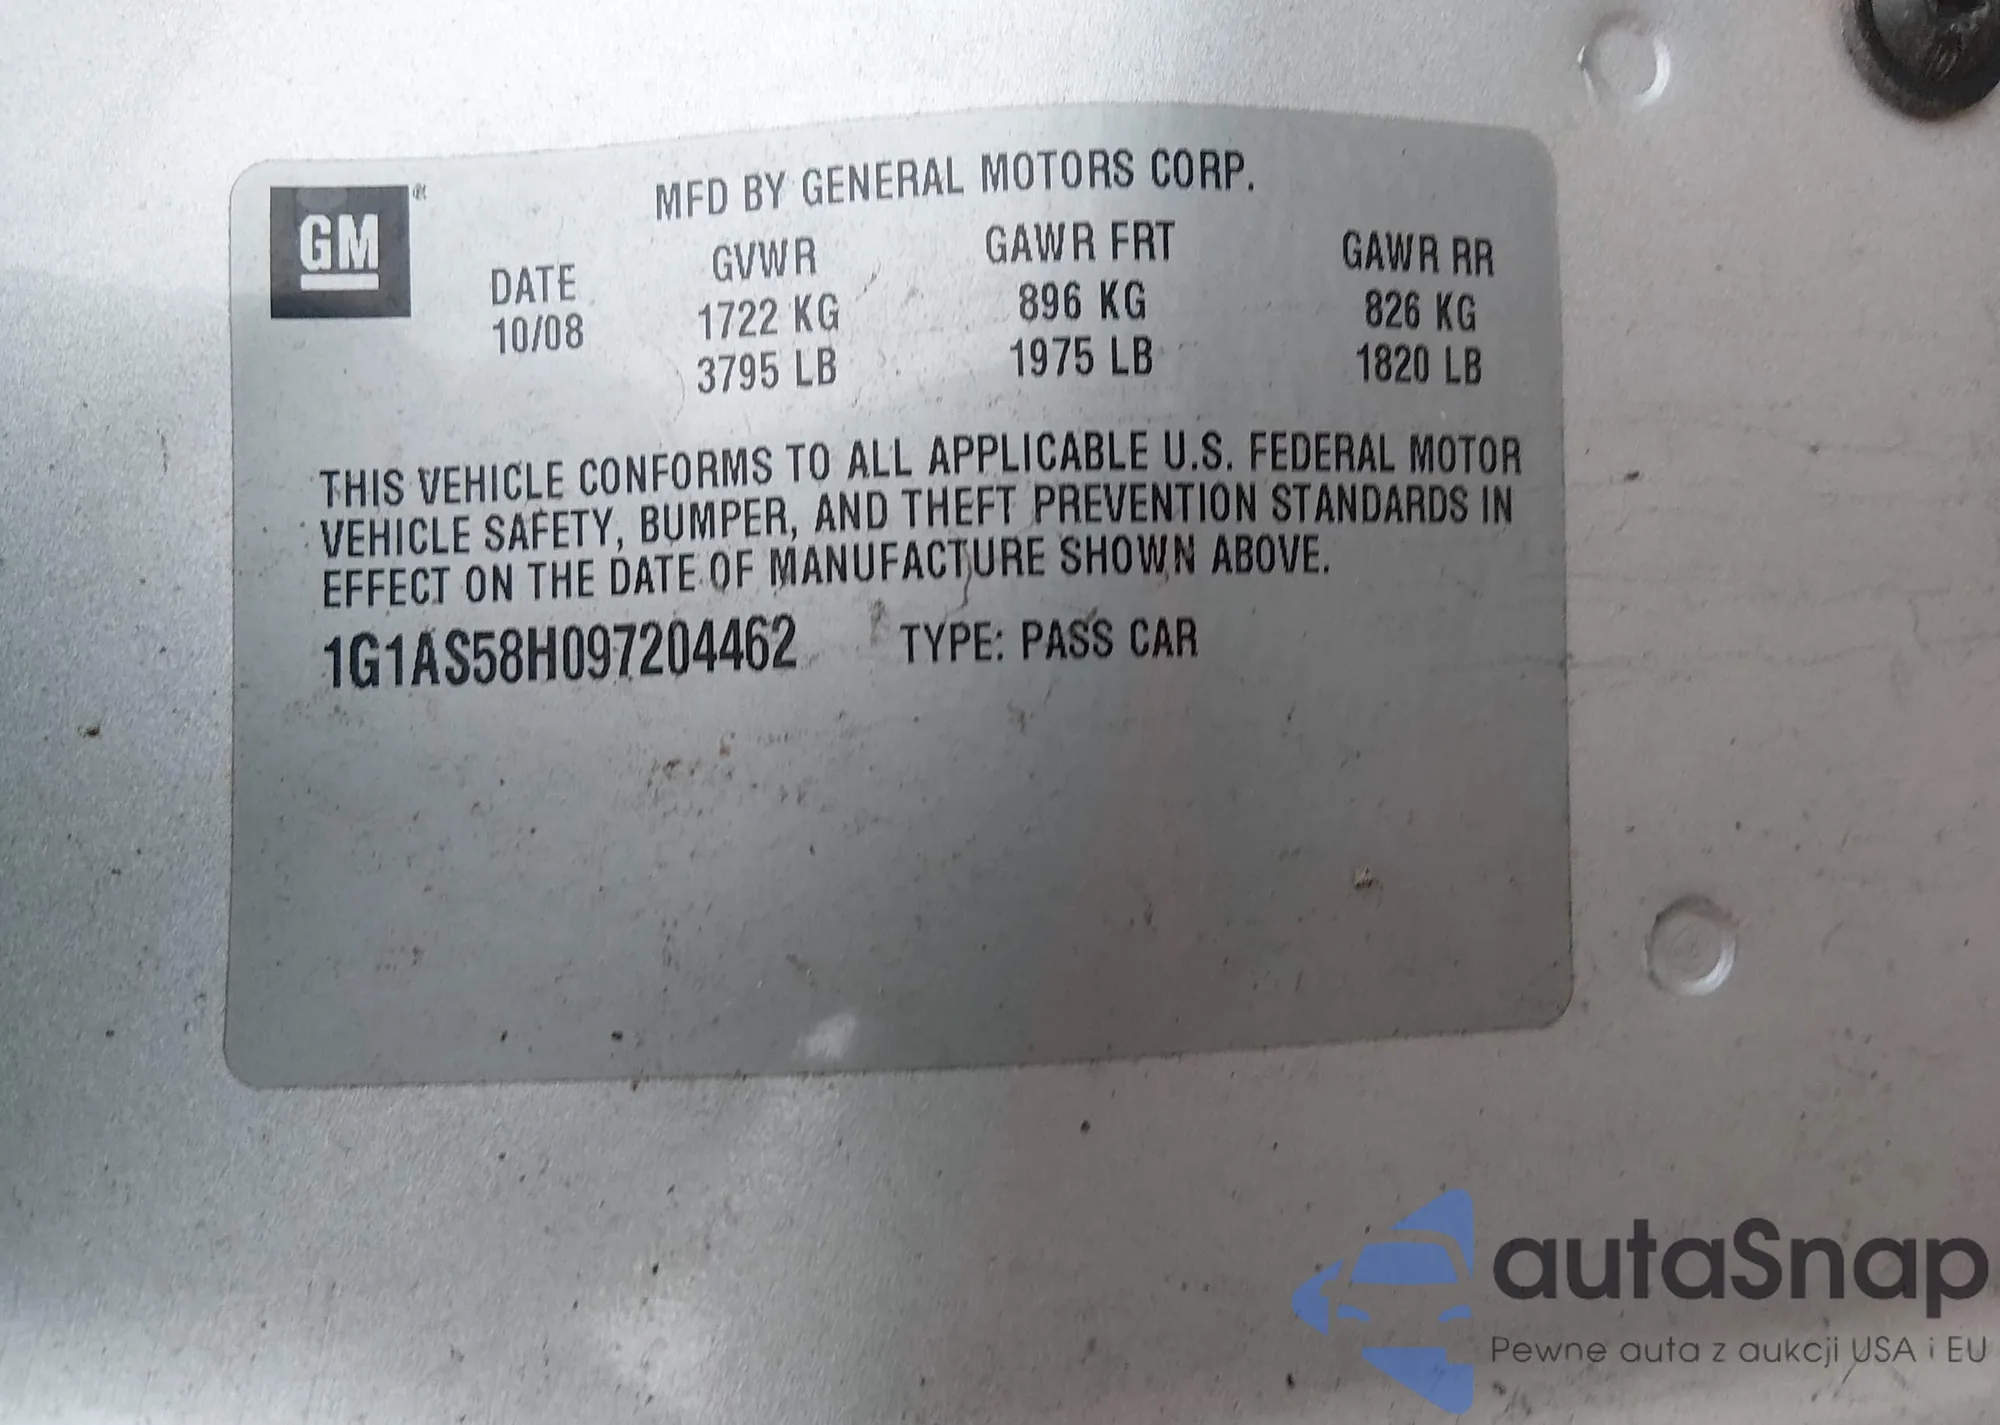 GM®
MFD BY GENERAL MOTORS CORP.
DATE GVWR GAWR FRT GAWR RR
10/08 1722 KG 896 KG 826 KG
3795 LB 1975 LB 1820 LB
THIS VEHICLE CONFORMS TO ALL APPLICABLE U.S. FEDERAL MOTOR
VEHICLE SAFETY, BUMPER, AND THEFT PREVENTION STANDARDS IN
EFFECT ON THE DATE OF MANUFACTURE SHOWN ABOVE.
1G1AS58H097204462 TYPE: PASS CAR
autaSnap
Pewne auta z aukcji USA i EU